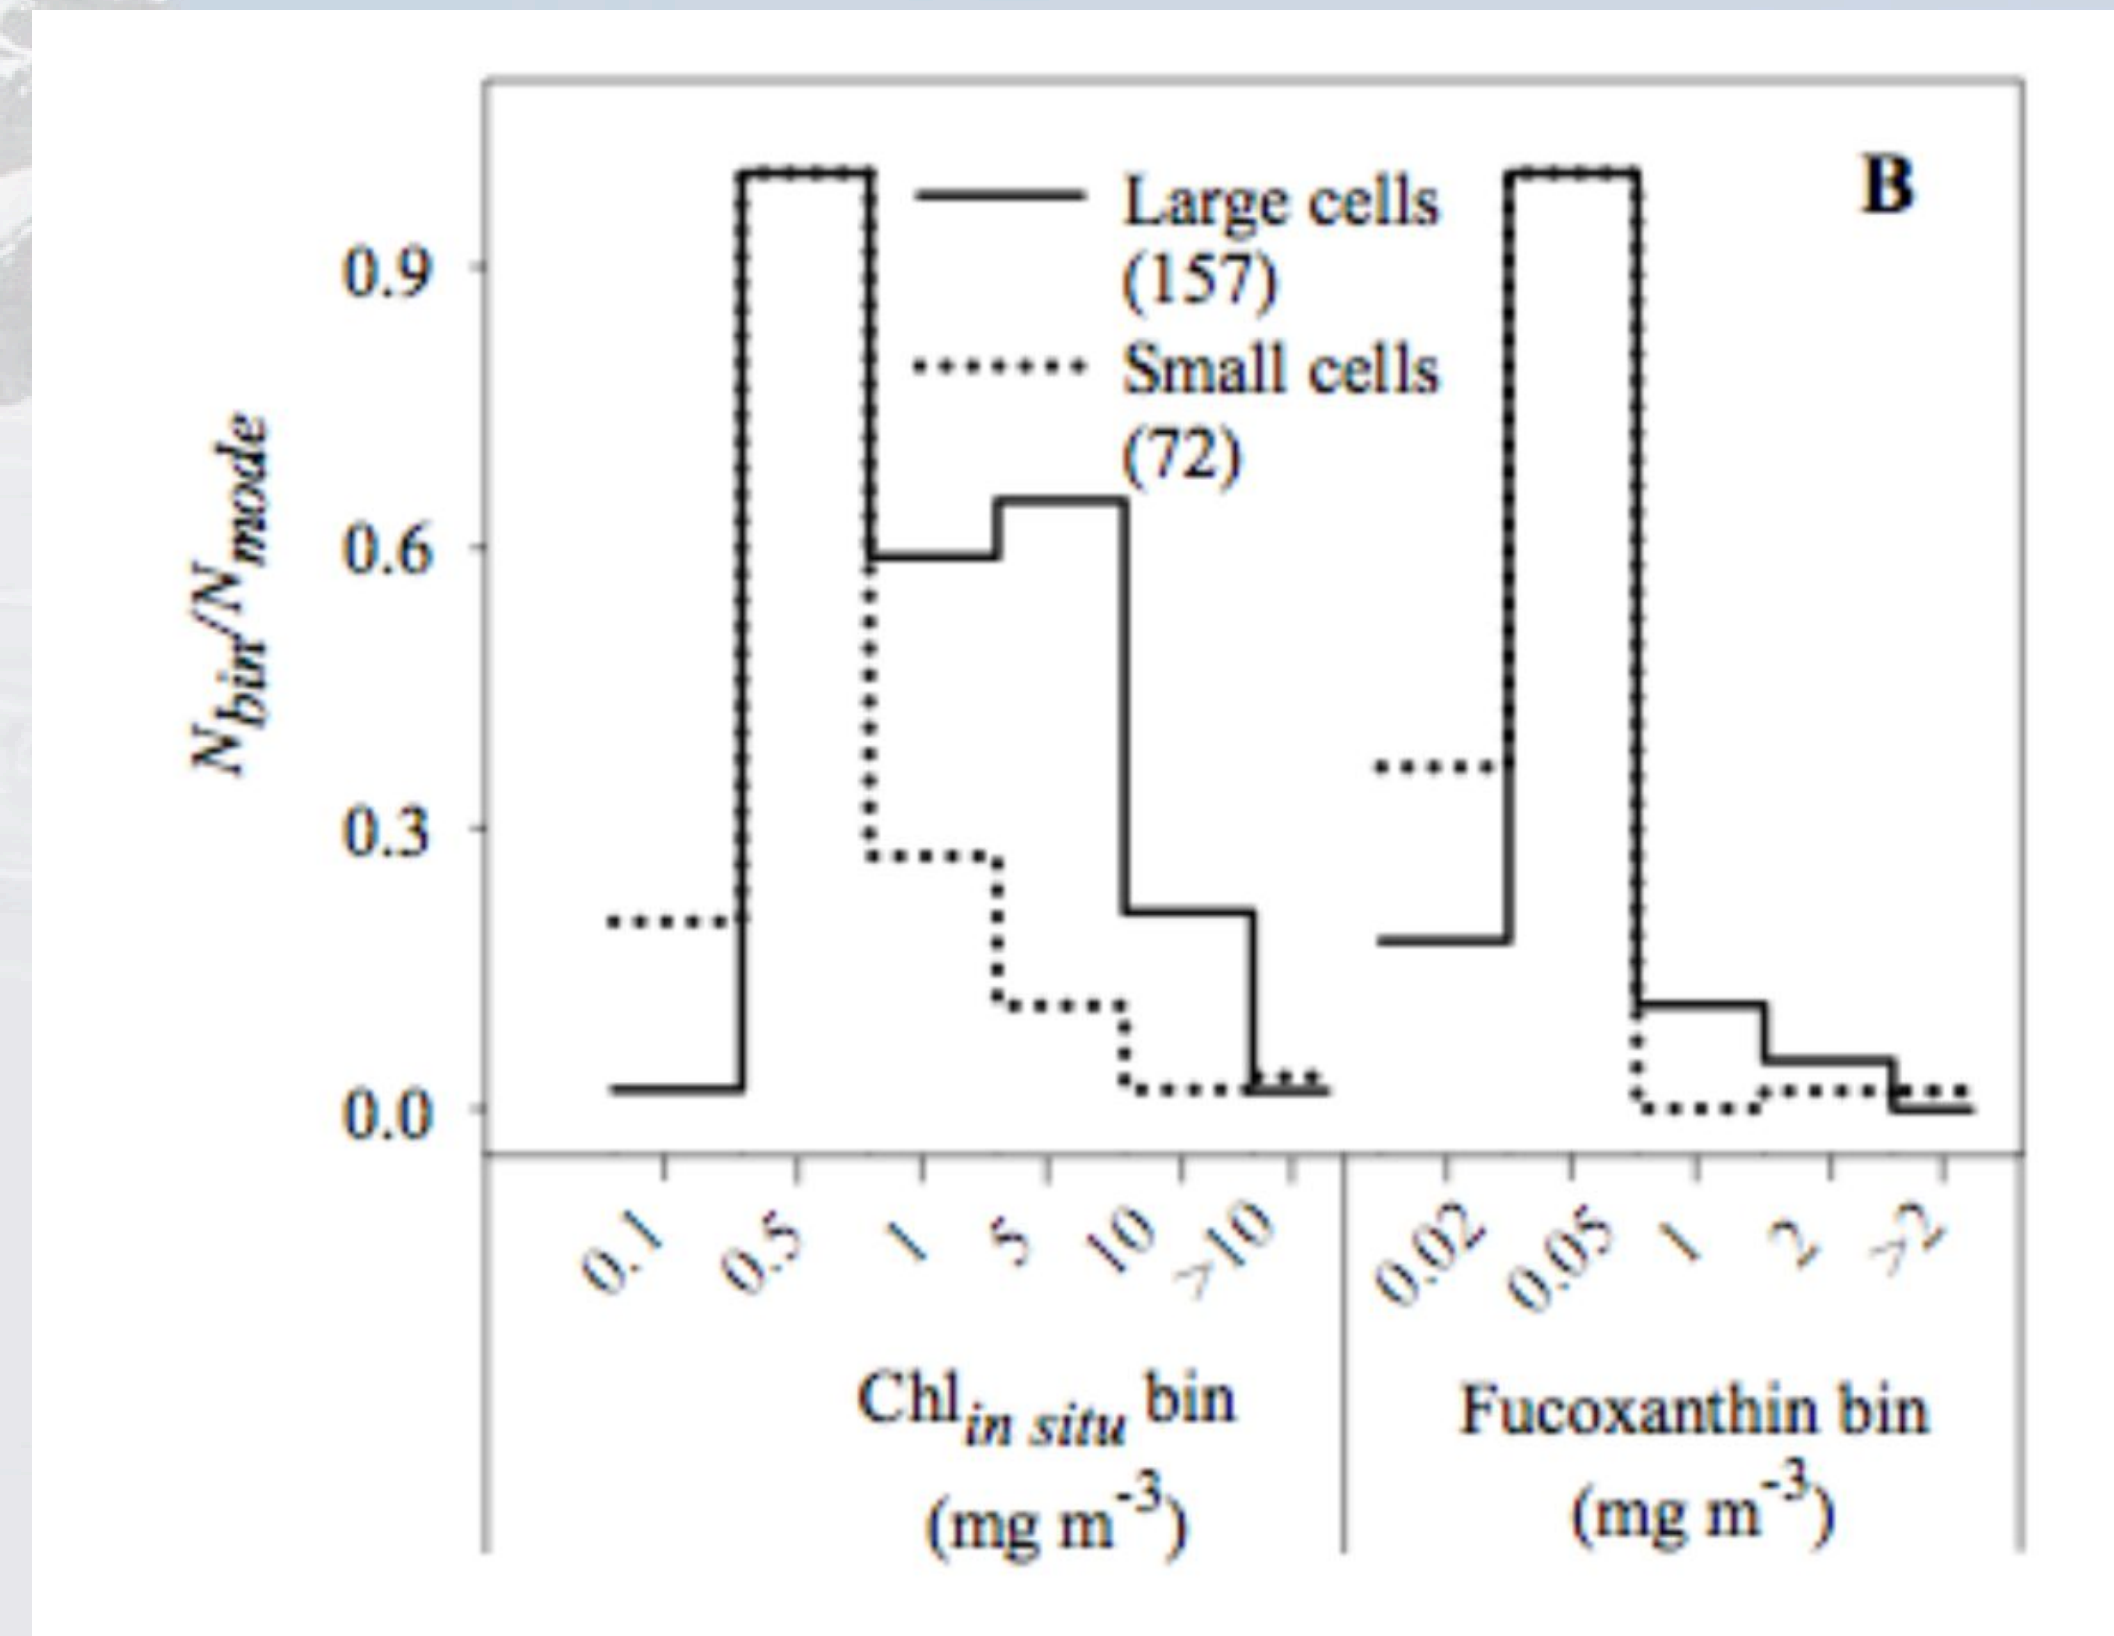 B
Large cells
(157)
Small cells
(72)
0.9
0.6
0.3
0.0
Nbin/Nmode
0.1 0.5 1 5 10 >10 0.02 0.05 1 2 >2
Chlin situ bin
(mg m-3)
Fucoxanthin bin
(mg m-3)